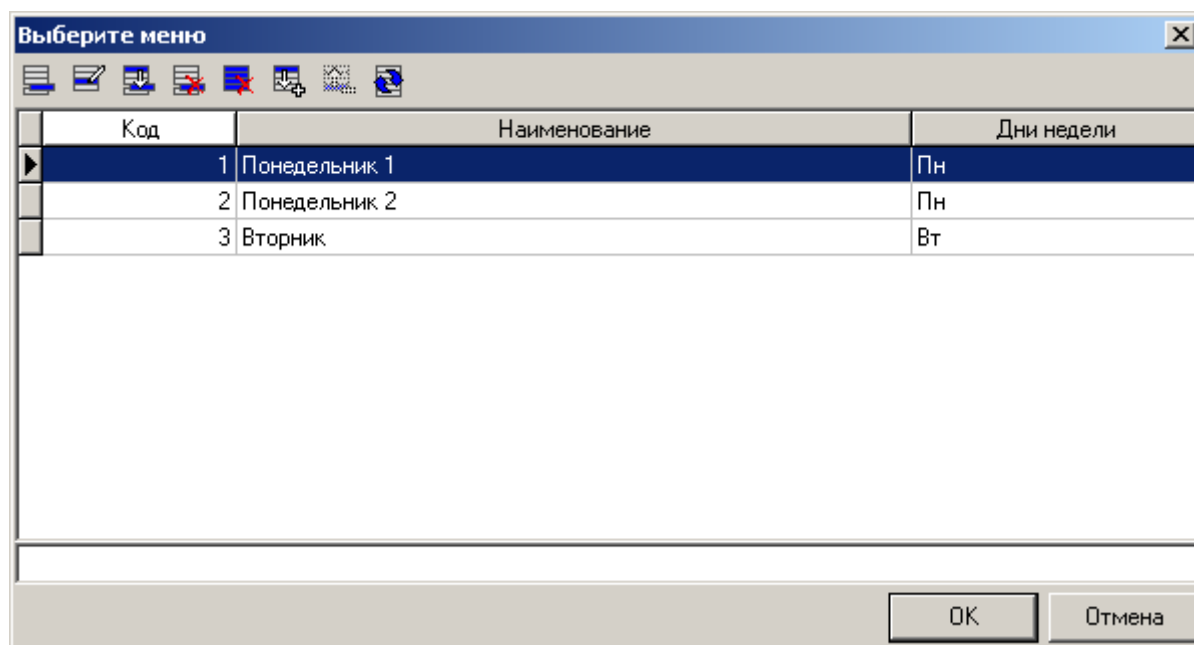 Выберите меню
Код Наименование Дни недели
1 Понедельник 1 Пн
2 Понедельник 2 Пн
3 Вторник Вт
OK Отмена